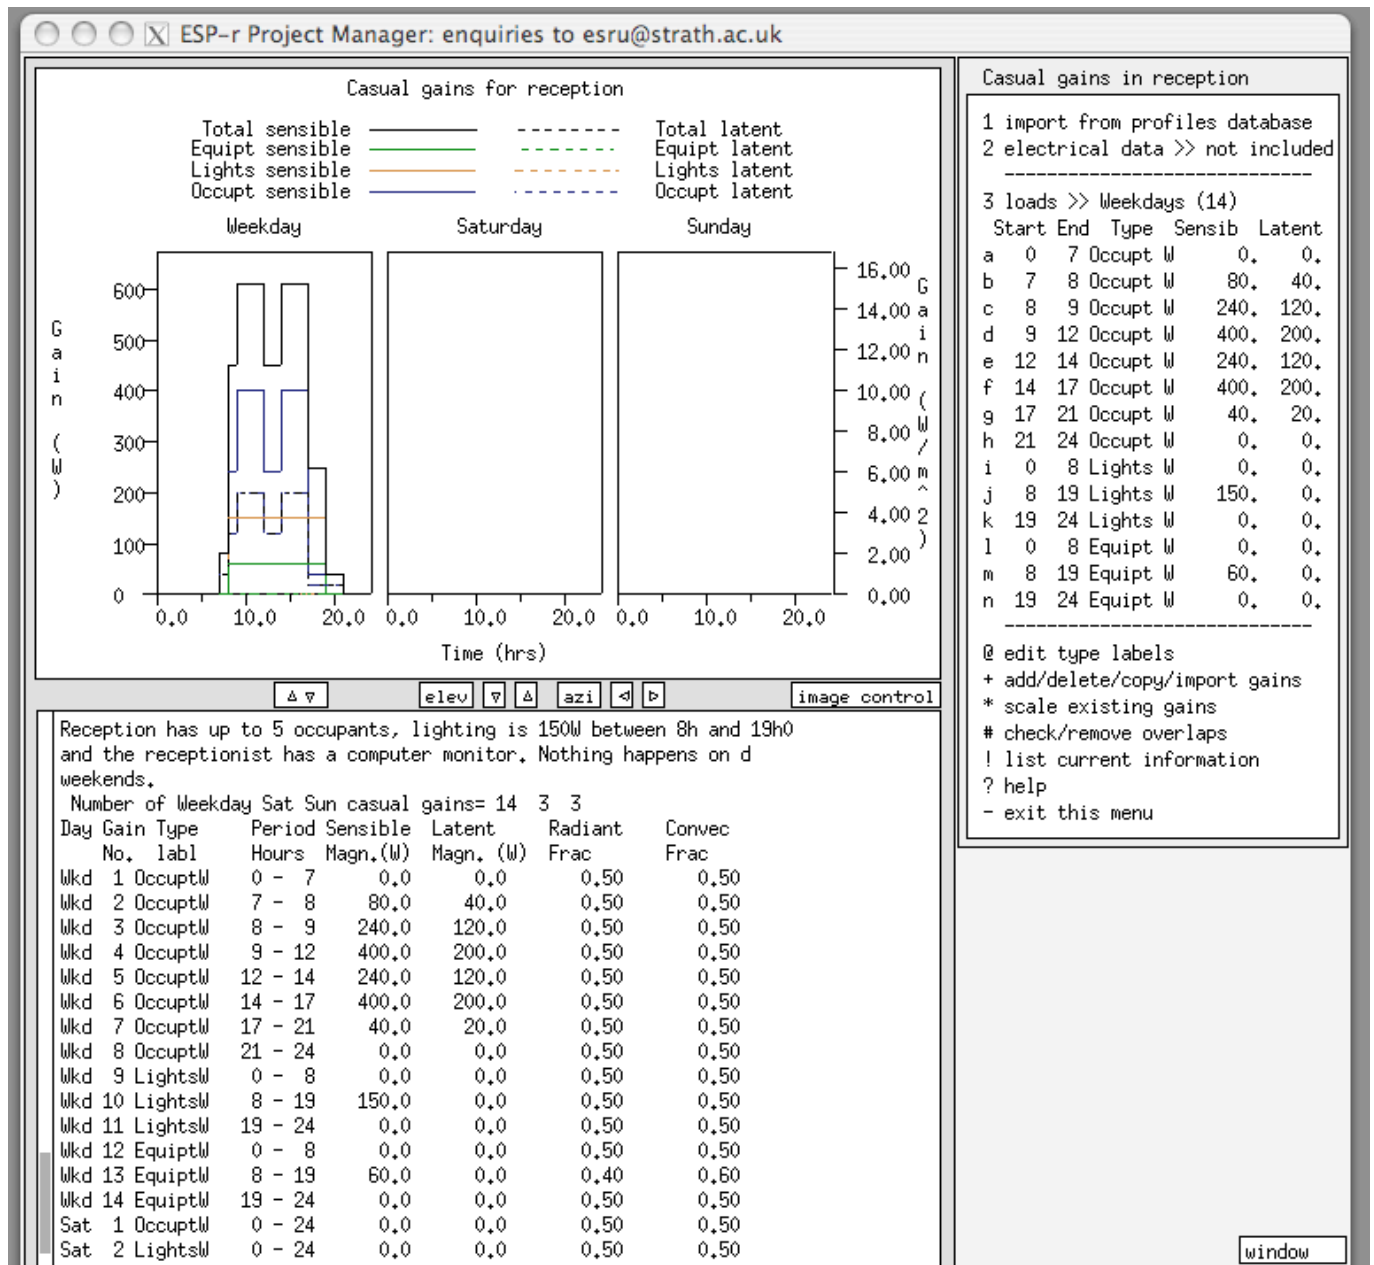 ESP-r Project Manager: enquiries to esru@strath.ac.uk
Casual gains for reception
Total sensible Total latent
Equipt sensible Equipt latent
Lights sensible Lights latent
Occupt sensible Occupt latent
Weekday Saturday Sunday
Gain (W)
600
500
400
300
200
100
0
16.00
14.00
12.00
10.00
8.00
6.00
4.00
2.00
0.00
Gain (W/m^2)
0.0 10.0 20.0 0.0 10.0 20.0 0.0 10.0 20.0
Time (hrs)
elev azi image control
Reception has up to 5 occupants, lighting is 150W between 8h and 19h0
and the receptionist has a computer monitor. Nothing happens on d
weekends.
Number of Weekday Sat Sun casual gains= 14 3 3
Day Gain Type Period Sensible Latent Radiant Convec
No. labl Hours Magn.(W) Magn. (W) Frac Frac
Wkd 1 OccuptW 0 - 7 0.0 0.0 0.50 0.50
Wkd 2 OccuptW 7 - 8 80.0 40.0 0.50 0.50
Wkd 3 OccuptW 8 - 9 240.0 120.0 0.50 0.50
Wkd 4 OccuptW 9 - 12 400.0 200.0 0.50 0.50
Wkd 5 OccuptW 12 - 14 240.0 120.0 0.50 0.50
Wkd 6 OccuptW 14 - 17 400.0 200.0 0.50 0.50
Wkd 7 OccuptW 17 - 21 40.0 20.0 0.50 0.50
Wkd 8 OccuptW 21 - 24 0.0 0.0 0.50 0.50
Wkd 9 LightsW 0 - 8 0.0 0.0 0.50 0.50
Wkd 10 LightsW 8 - 19 150.0 0.0 0.50 0.50
Wkd 11 LightsW 19 - 24 0.0 0.0 0.50 0.50
Wkd 12 EquiptW 0 - 8 0.0 0.0 0.50 0.50
Wkd 13 EquiptW 8 - 19 60.0 0.0 0.40 0.60
Wkd 14 EquiptW 19 - 24 0.0 0.0 0.50 0.50
Sat 1 OccuptW 0 - 24 0.0 0.0 0.50 0.50
Sat 2 LightsW 0 - 24 0.0 0.0 0.50 0.50
Casual gains in reception
1 import from profiles database
2 electrical data >> not included
3 loads >> Weekdays (14)
Start End Type Sensib Latent
a 0 7 Occupt W 0. 0.
b 7 8 Occupt W 80. 40.
c 8 9 Occupt W 240. 120.
d 9 12 Occupt W 400. 200.
e 12 14 Occupt W 240. 120.
f 14 17 Occupt W 400. 200.
g 17 21 Occupt W 40. 20.
h 21 24 Occupt W 0. 0.
i 0 8 Lights W 0. 0.
j 8 19 Lights W 150. 0.
k 19 24 Lights W 0. 0.
l 0 8 Equipt W 0. 0.
m 8 19 Equipt W 60. 0.
n 19 24 Equipt W 0. 0.
@ edit type labels
+ add/delete/copy/import gains
* scale existing gains
# check/remove overlaps
! list current information
? help
- exit this menu
window